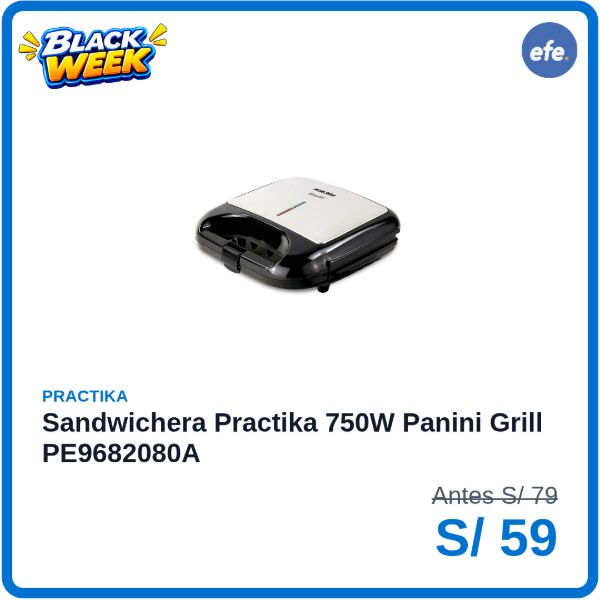 BLACK
WEEK
efe.
PRACTIKA
Sandwichera Practika 750W Panini Grill
PE9682080A
Antes S/ 79
S/ 59